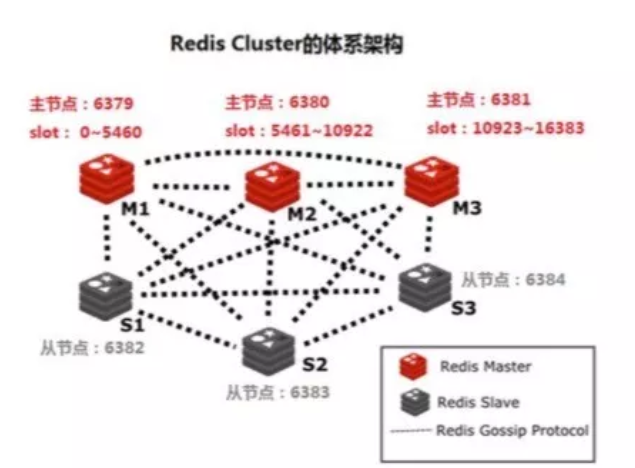 Redis Cluster的体系架构
主节点：6379
slot： 0~5460
主节点：6380
slot：5461~10922
主节点：6381
slot：10923~16383
M1
M2
M3
S1
从节点：6382
S2
从节点：6383
从节点：6384
S3
Redis Master
Redis Slave
Redis Gossip Protocol